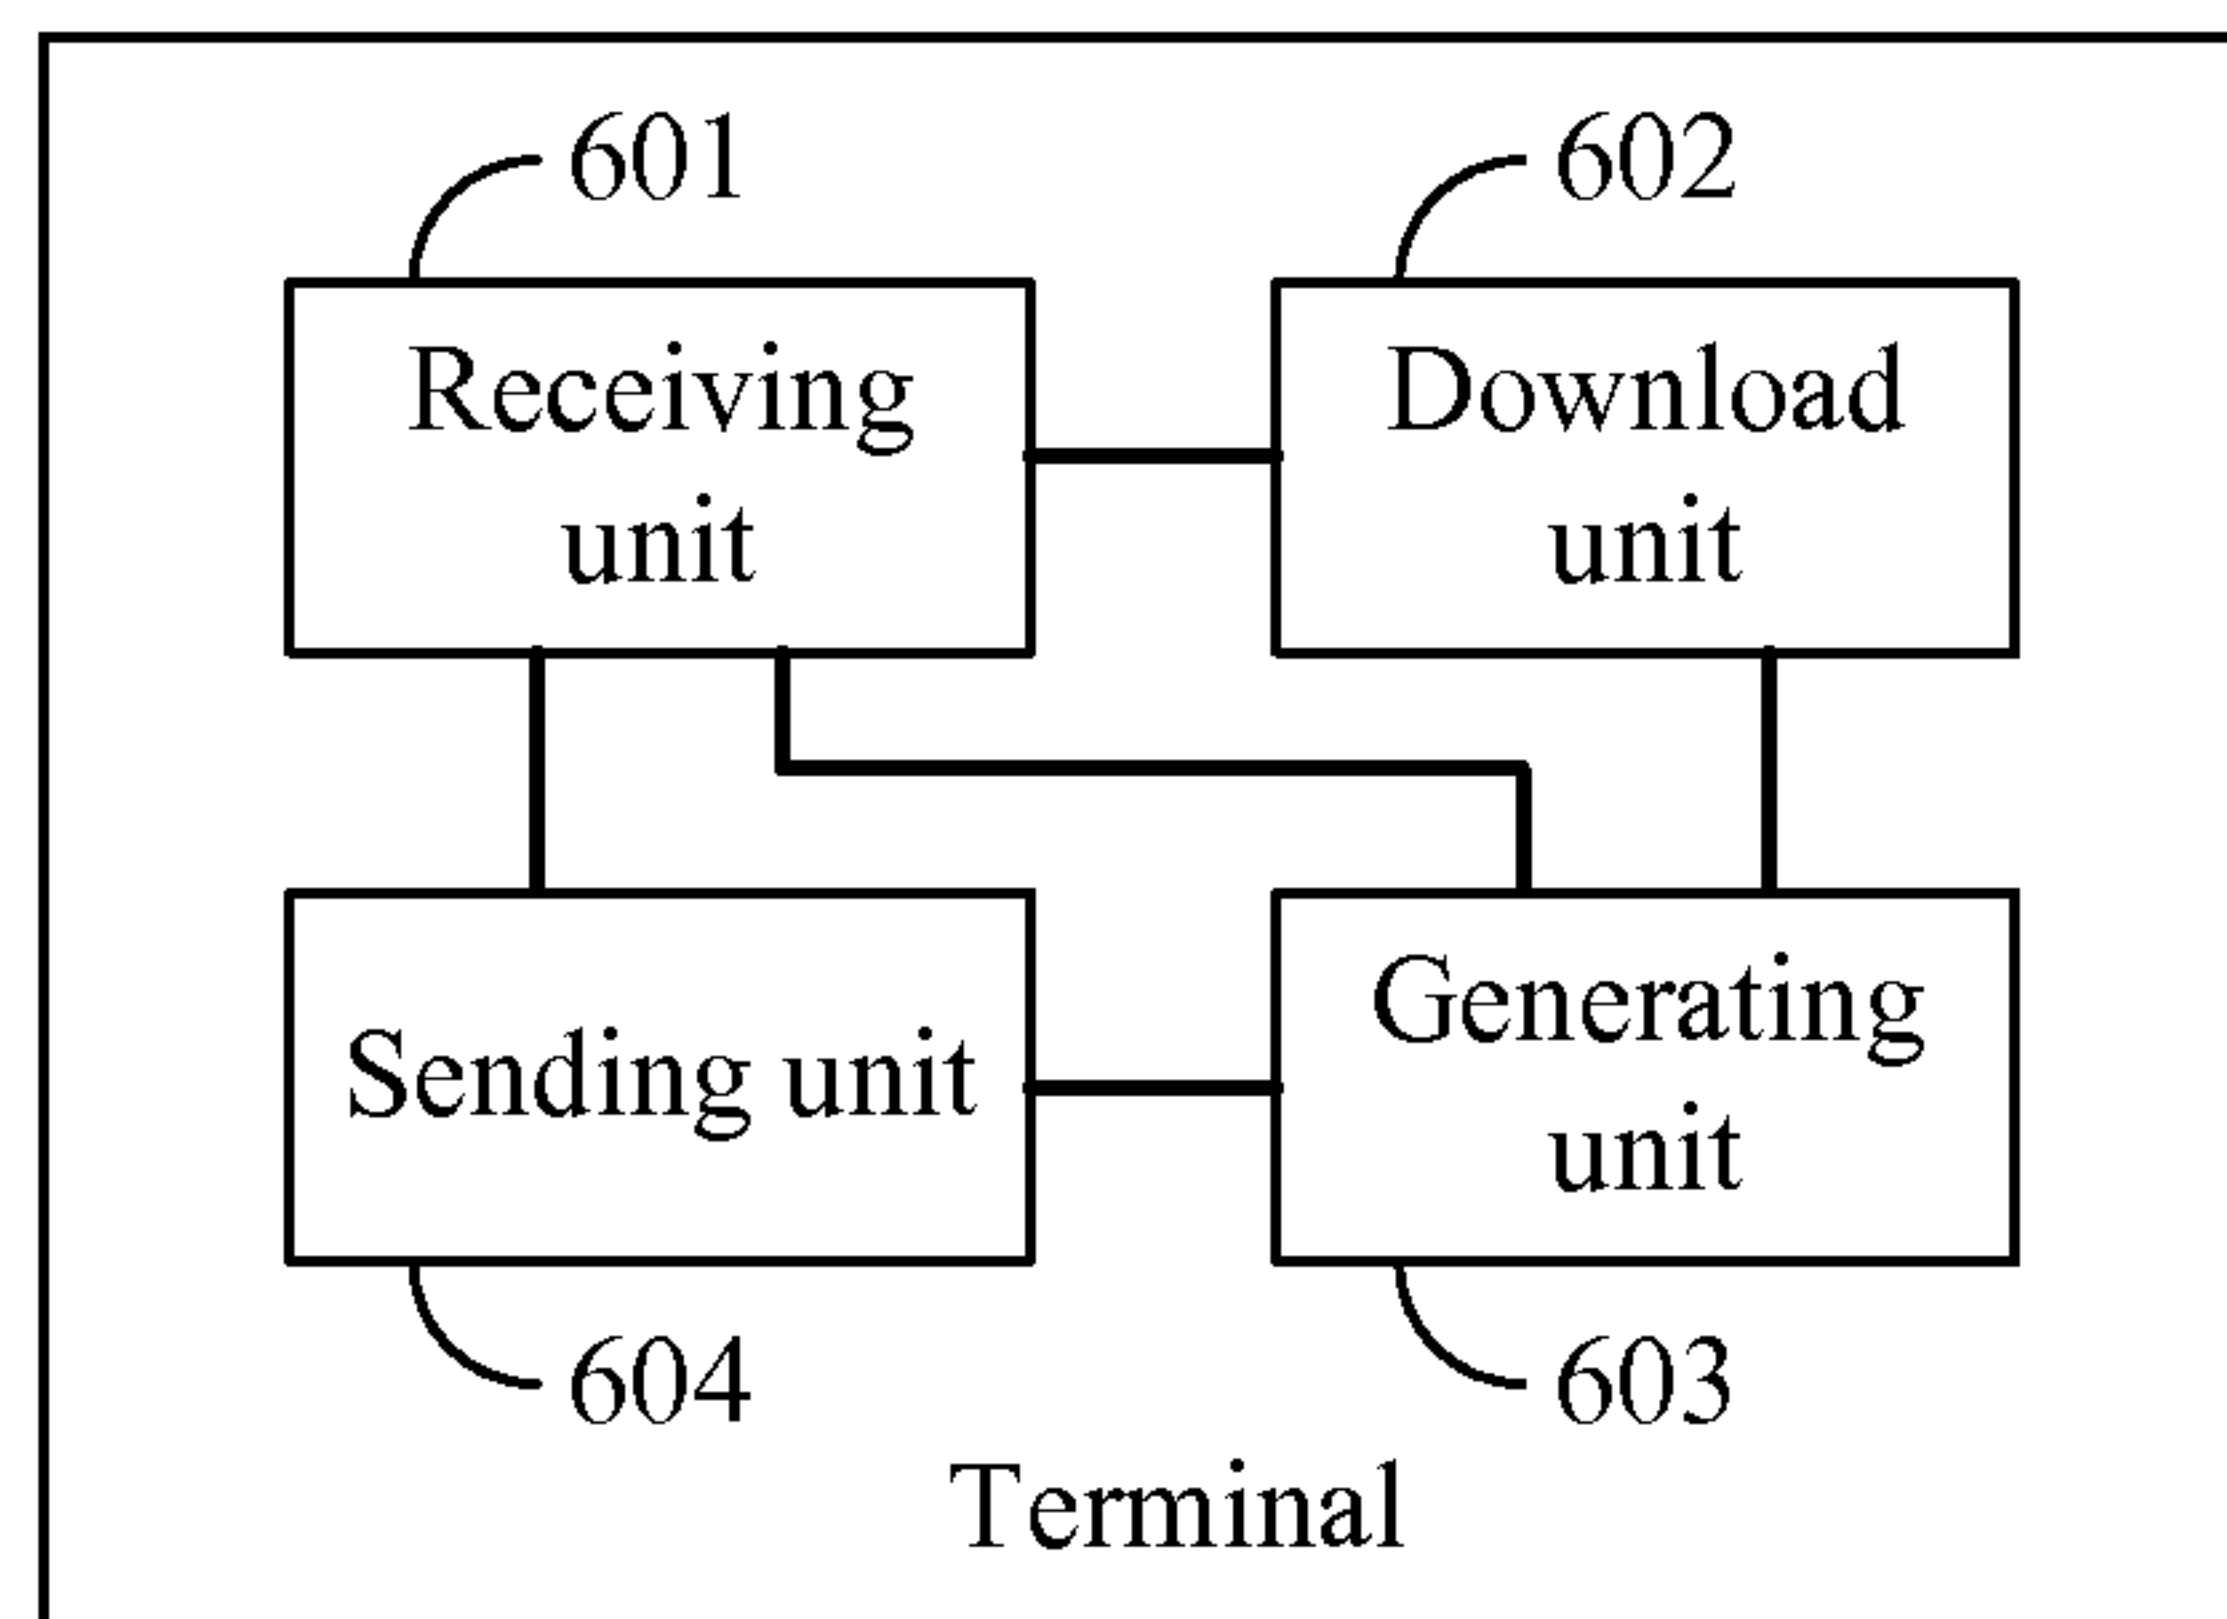 601
602
Receiving
unit
Download
unit
Sending unit
Generating
unit
604
603
Terminal